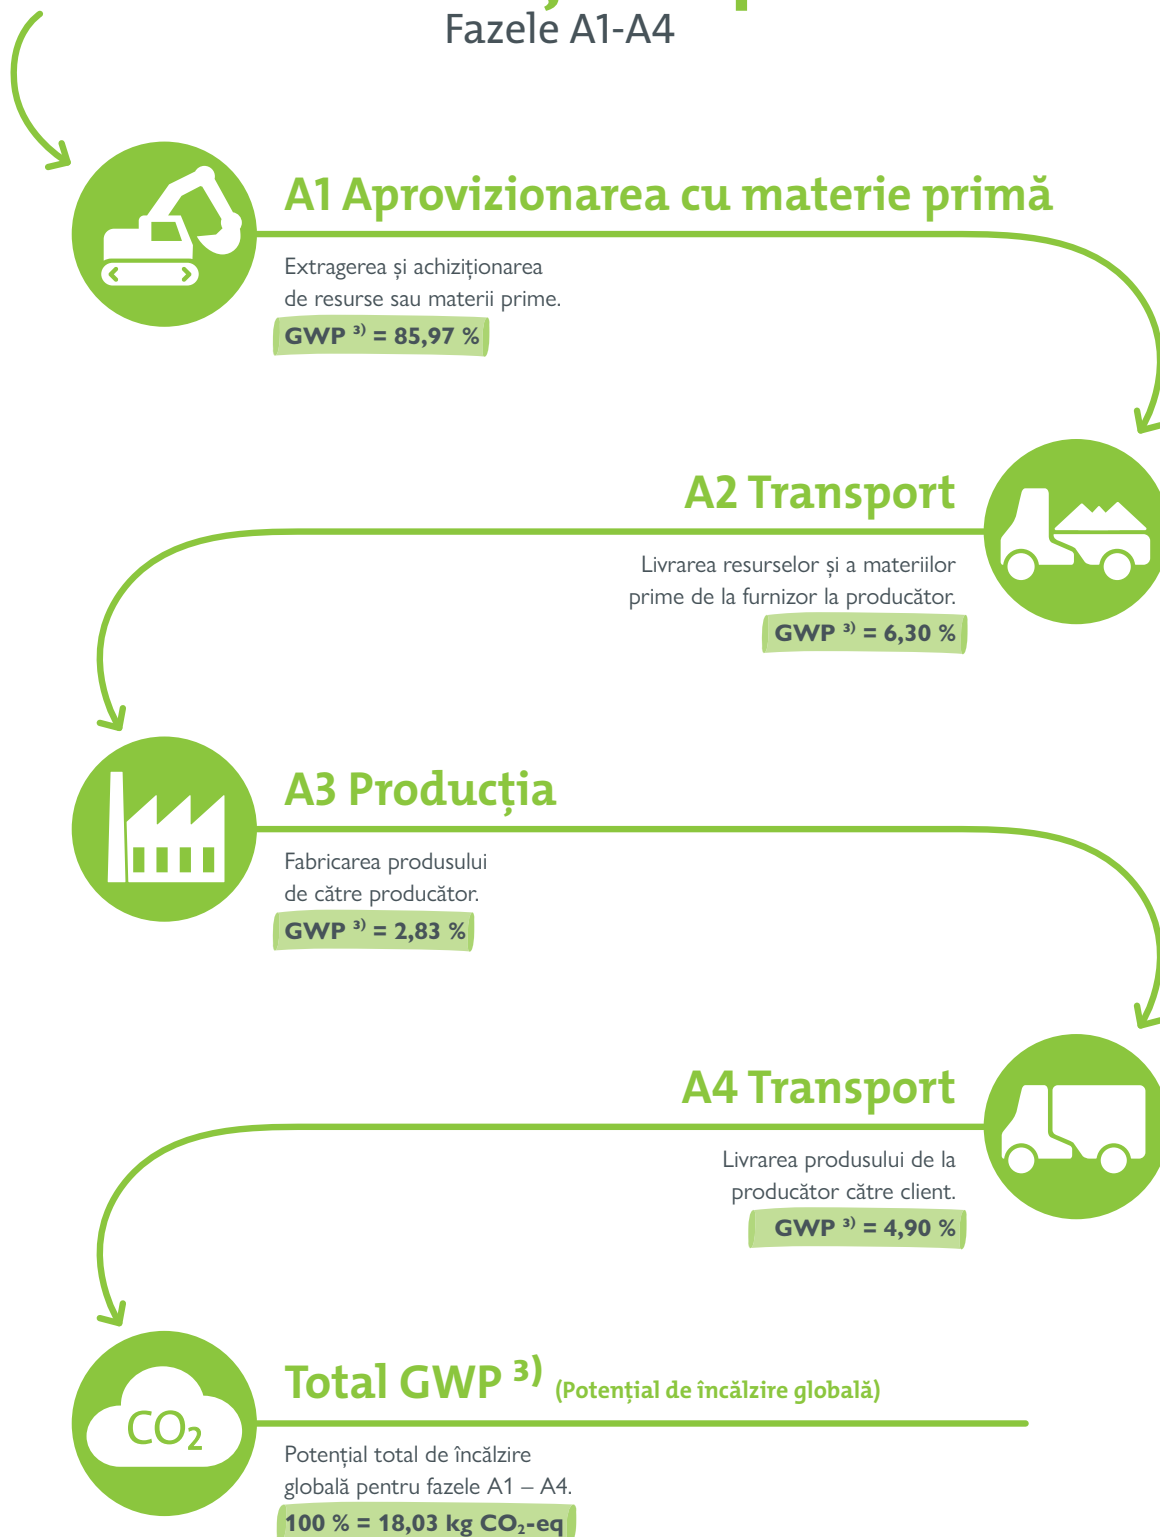 Fazele A1-A4
A1 Aprovizionarea cu materie primă
Extragerea și achiziționarea
de resurse sau materii prime.
GWP ³⁾ = 85,97 %
A2 Transport
Livrarea resurselor și a materiilor
prime de la furnizor la producător.
GWP ³⁾ = 6,30 %
A3 Producția
Fabricarea produsului
de către producător.
GWP ³⁾ = 2,83 %
A4 Transport
Livrarea produsului de la
producător către client.
GWP ³⁾ = 4,90 %
CO₂
Total GWP ³⁾ (Potențial de încălzire globală)
Potențial total de încălzire
globală pentru fazele A1 – A4.
100 % = 18,03 kg CO₂-eq